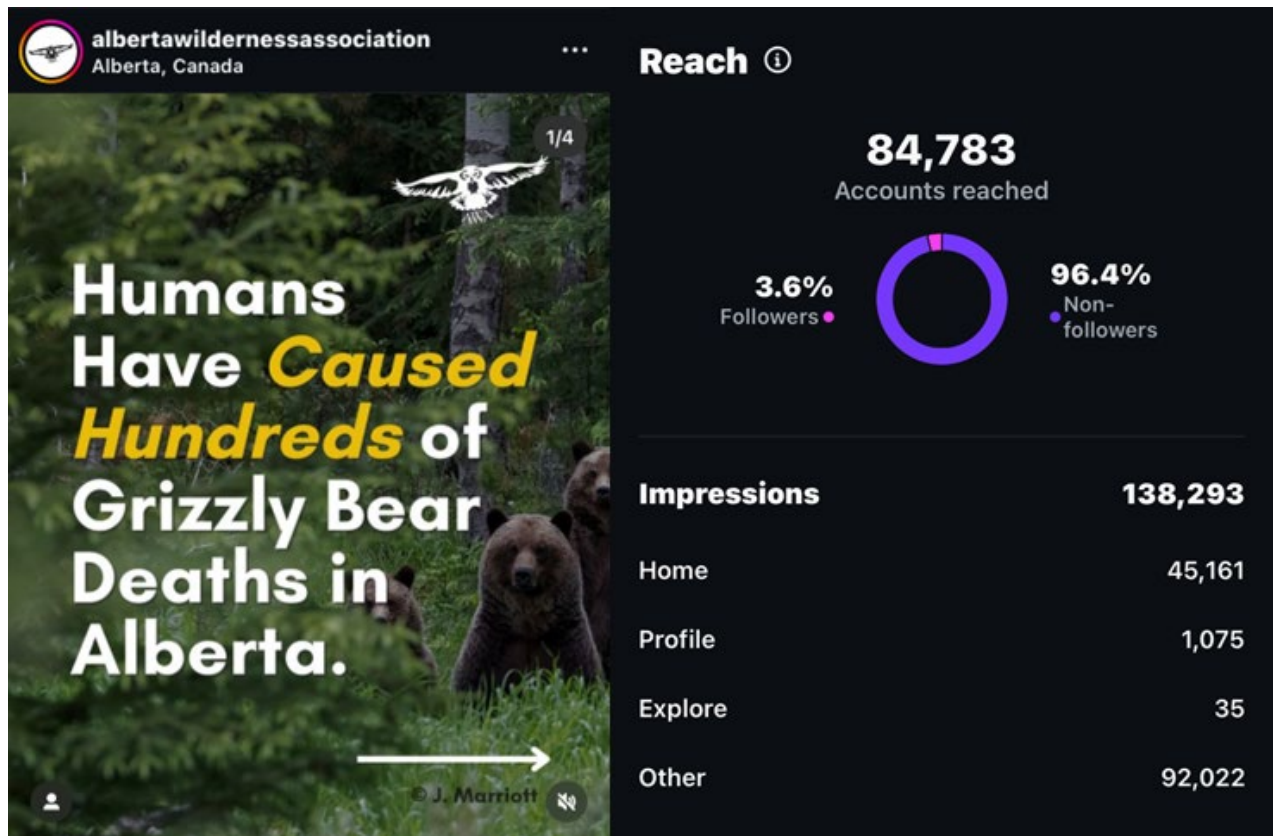 albertawildernessassociation
Alberta, Canada
1/4
Humans
Have Caused
Hundreds of
Grizzly Bear
Deaths in
Alberta.
© J. Marriott
Reach
84,783
Accounts reached
3.6%
Followers
96.4%
Non-
followers
Impressions 138,293
Home 45,161
Profile 1,075
Explore 35
Other 92,022